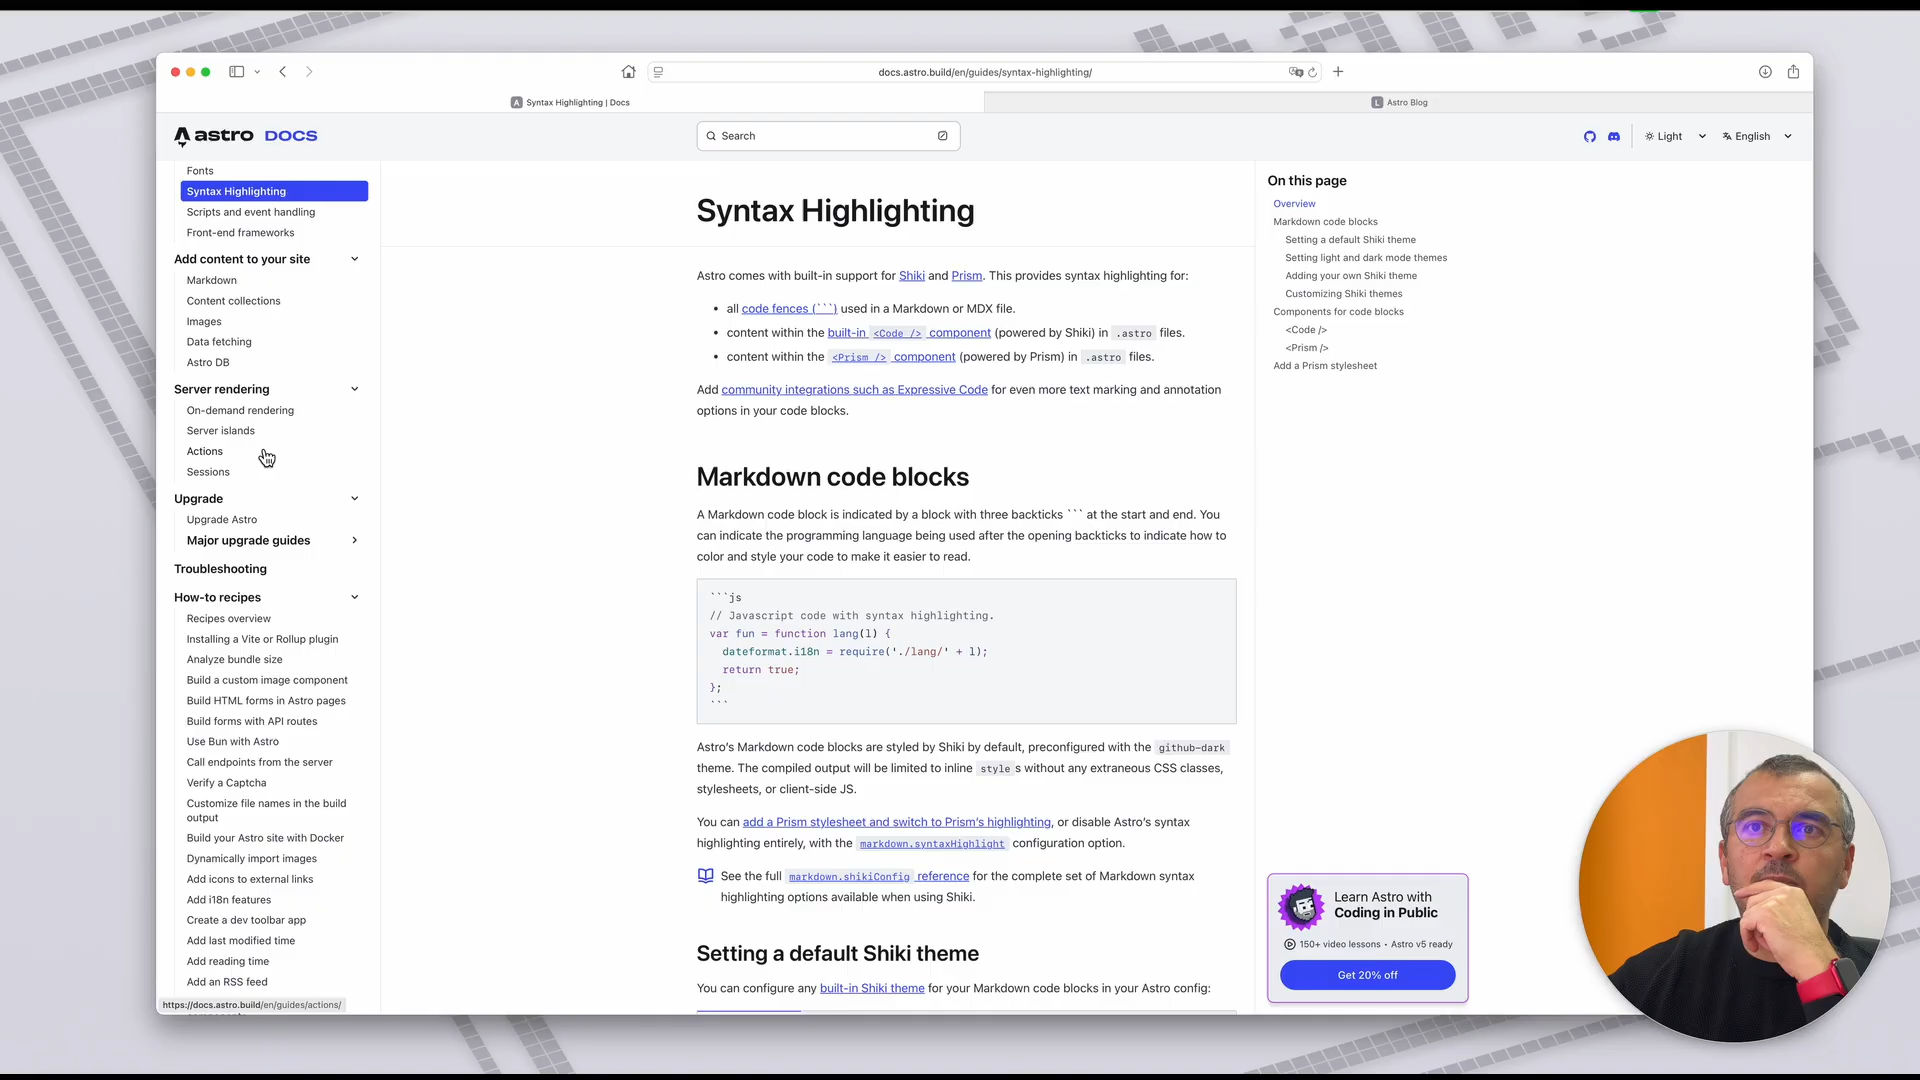 docs.astro.build/en/guides/syntax-highlighting/
Syntax Highlighting | Docs
Astro Blog
astro DOCS
Search
Light
English
Fonts
Syntax Highlighting
Scripts and event handling
Front-end frameworks
Add content to your site
Markdown
Content collections
Images
Data fetching
Astro DB
Server rendering
On-demand rendering
Server islands
Actions
Sessions
Upgrade
Upgrade Astro
Major upgrade guides
Troubleshooting
How-to recipes
Recipes overview
Installing a Vite or Rollup plugin
Analyze bundle size
Build a custom image component
Build HTML forms in Astro pages
Build forms with API routes
Use Bun with Astro
Call endpoints from the server
Verify a Captcha
Customize file names in the build
output
Build your Astro site with Docker
Dynamically import images
Add icons to external links
Add i18n features
Create a dev toolbar app
Add last modified time
Add reading time
Add an RSS feed
https://docs.astro.build/en/guides/actions/
Syntax Highlighting
Astro comes with built-in support for Shiki and Prism. This provides syntax highlighting for:
• all code fences (```) used in a Markdown or MDX file.
• content within the built-in <Code /> component (powered by Shiki) in .astro files.
• content within the <Prism /> component (powered by Prism) in .astro files.
Add community integrations such as Expressive Code for even more text marking and annotation
options in your code blocks.
Markdown code blocks
A Markdown code block is indicated by a block with three backticks ``` at the start and end. You
can indicate the programming language being used after the opening backticks to indicate how to
color and style your code to make it easier to read.
```js
// Javascript code with syntax highlighting.
var fun = function lang(l) {
dateformat.i18n = require('./lang/' + l);
return true;
};
```
Astro's Markdown code blocks are styled by Shiki by default, preconfigured with the github-dark
theme. The compiled output will be limited to inline style s without any extraneous CSS classes,
stylesheets, or client-side JS.
You can add a Prism stylesheet and switch to Prism's highlighting, or disable Astro's syntax
highlighting entirely, with the markdown.syntaxHighlight configuration option.
See the full markdown.shikiConfig reference for the complete set of Markdown syntax
highlighting options available when using Shiki.
Setting a default Shiki theme
You can configure any built-in Shiki theme for your Markdown code blocks in your Astro config:
On this page
Overview
Markdown code blocks
Setting a default Shiki theme
Setting light and dark mode themes
Adding your own Shiki theme
Customizing Shiki themes
Components for code blocks
<Code />
<Prism />
Add a Prism stylesheet
Learn Astro with
Coding in Public
150+ video lessons • Astro v5 ready
Get 20% off